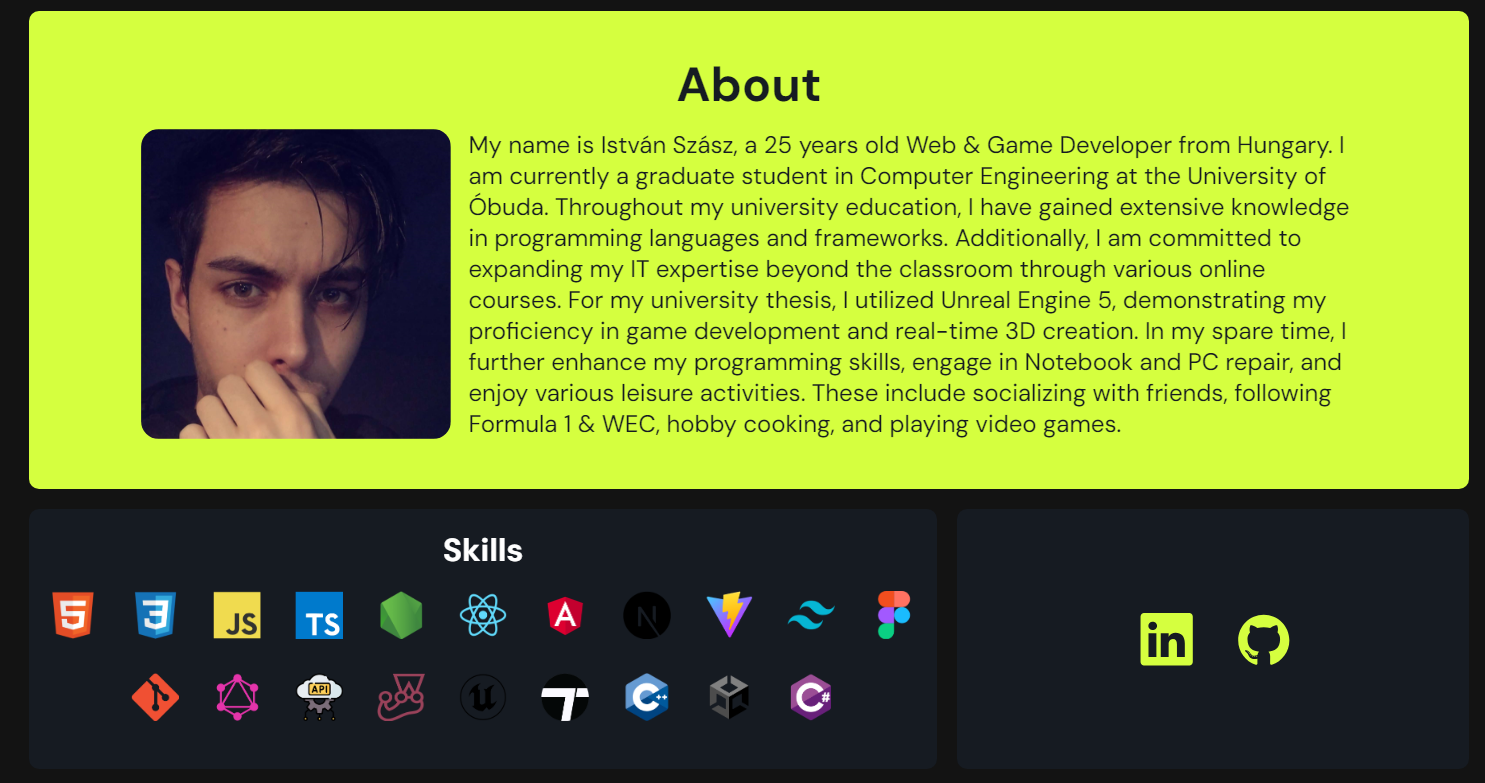 About
My name is István Szász, a 25 years old Web & Game Developer from Hungary. I
am currently a graduate student in Computer Engineering at the University of
Óbuda. Throughout my university education, I have gained extensive knowledge
in programming languages and frameworks. Additionally, I am committed to
expanding my IT expertise beyond the classroom through various online
courses. For my university thesis, I utilized Unreal Engine 5, demonstrating my
proficiency in game development and real-time 3D creation. In my spare time, I
further enhance my programming skills, engage in Notebook and PC repair, and
enjoy various leisure activities. These include socializing with friends, following
Formula 1 & WEC, hobby cooking, and playing video games.
Skills
5 3 JS TS A N
API U T C++ C#
in